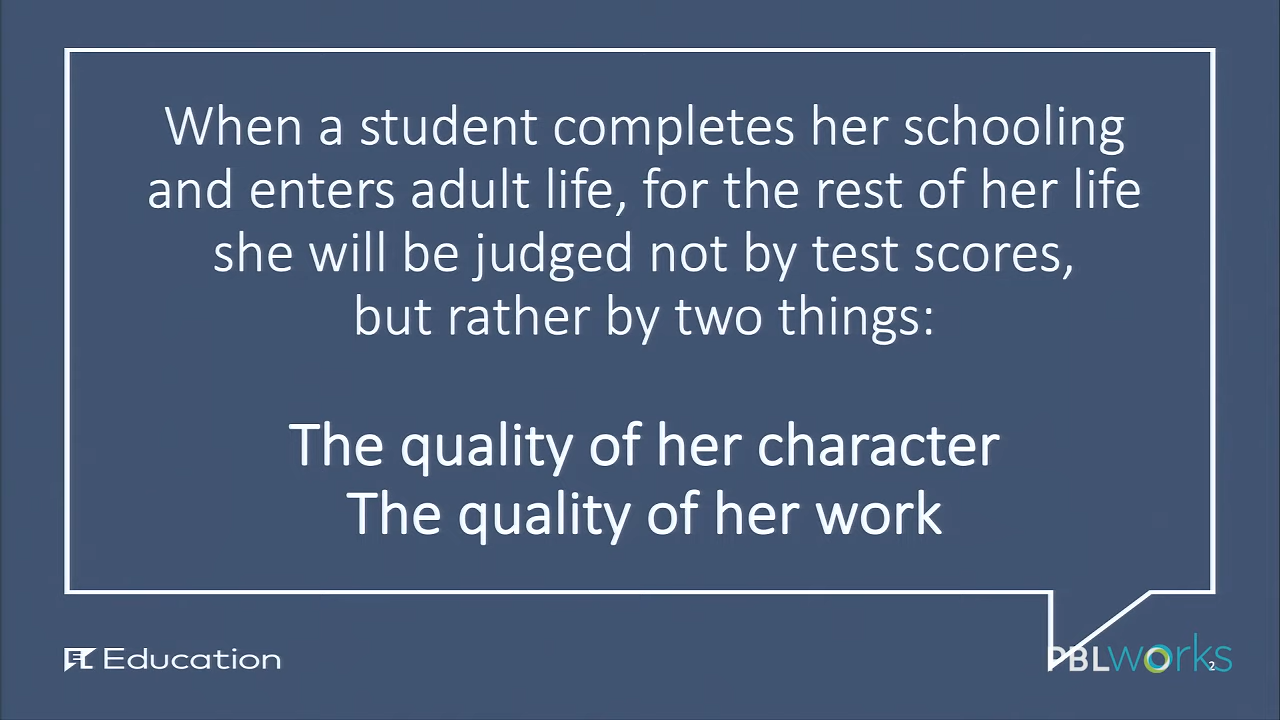 When a student completes her schooling
and enters adult life, for the rest of her life
she will be judged not by test scores,
but rather by two things:
The quality of her character
The quality of her work
EL Education
PBLWorks
2